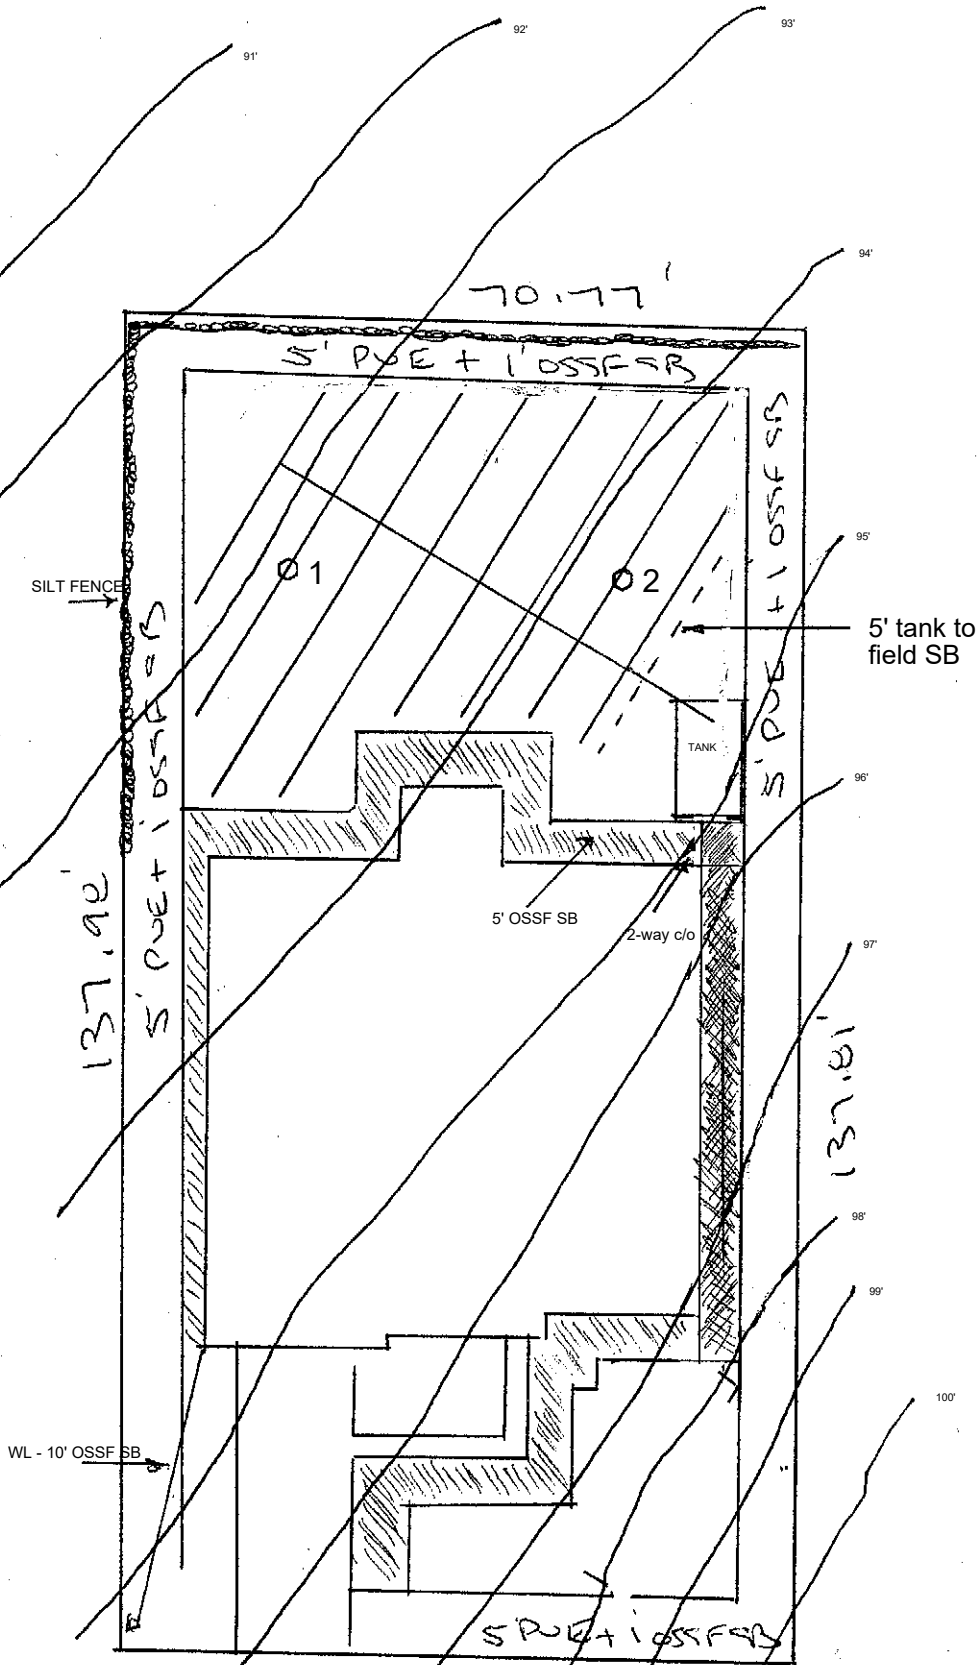 91'
92'
93'
94'
70.77'
5' PUE + 1' OSSF SB
5' PUE + 1' OSSF SB
95'
SILT FENCE
1
2
5' tank to
field SB
TANK
96'
5' PUE + 1' OSSF SB
5' OSSF SB
2-way c/o
97'
137.90'
137.81'
98'
99'
100'
WL - 10' OSSF SB
5' PUE + 1' OSSF SB